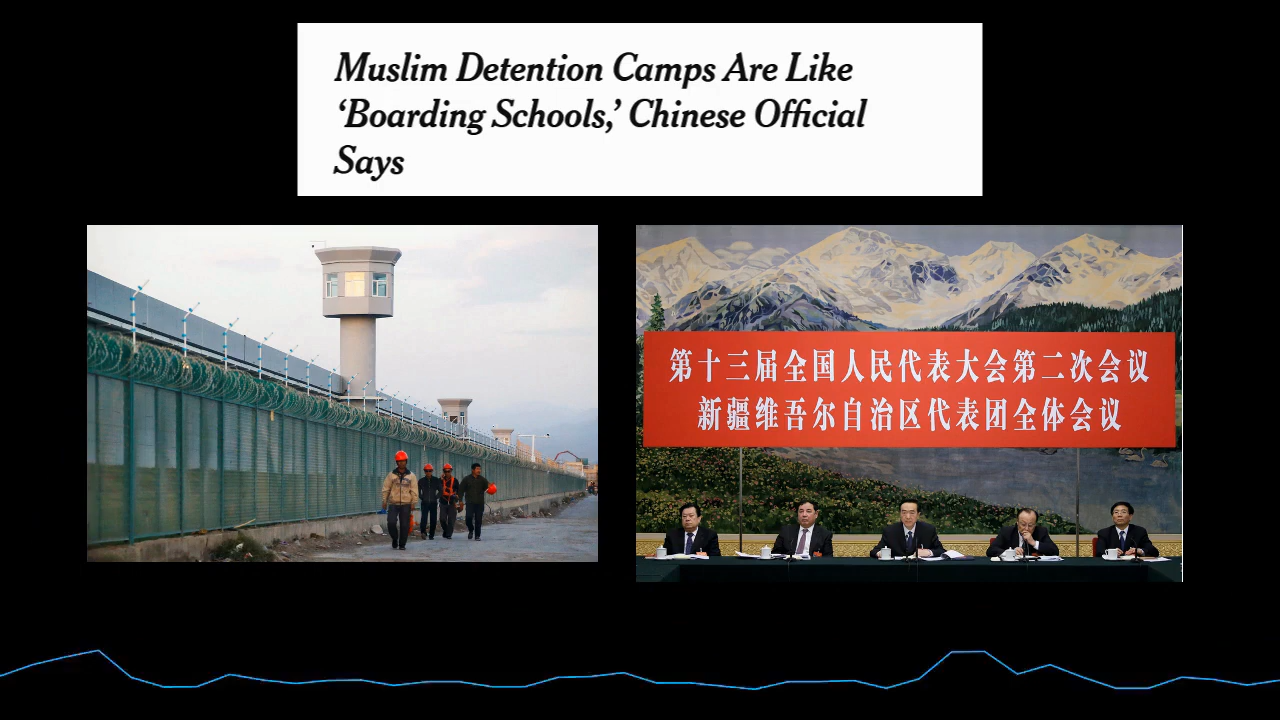 Muslim Detention Camps Are Like
‘Boarding Schools,’ Chinese Official
Says
第十三届全国人民代表大会第二次会议
新疆维吾尔自治区代表团全体会议